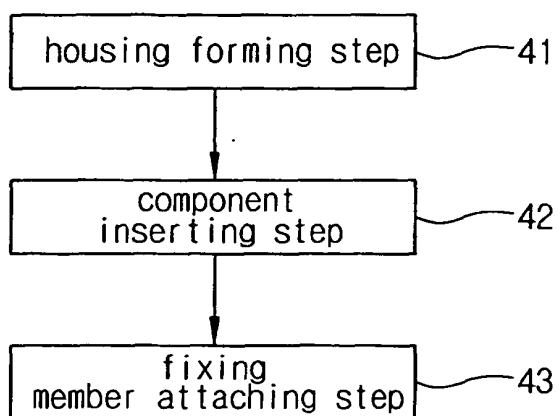 housing forming step
41
component
inserting step
42
fixing
member attaching step
43